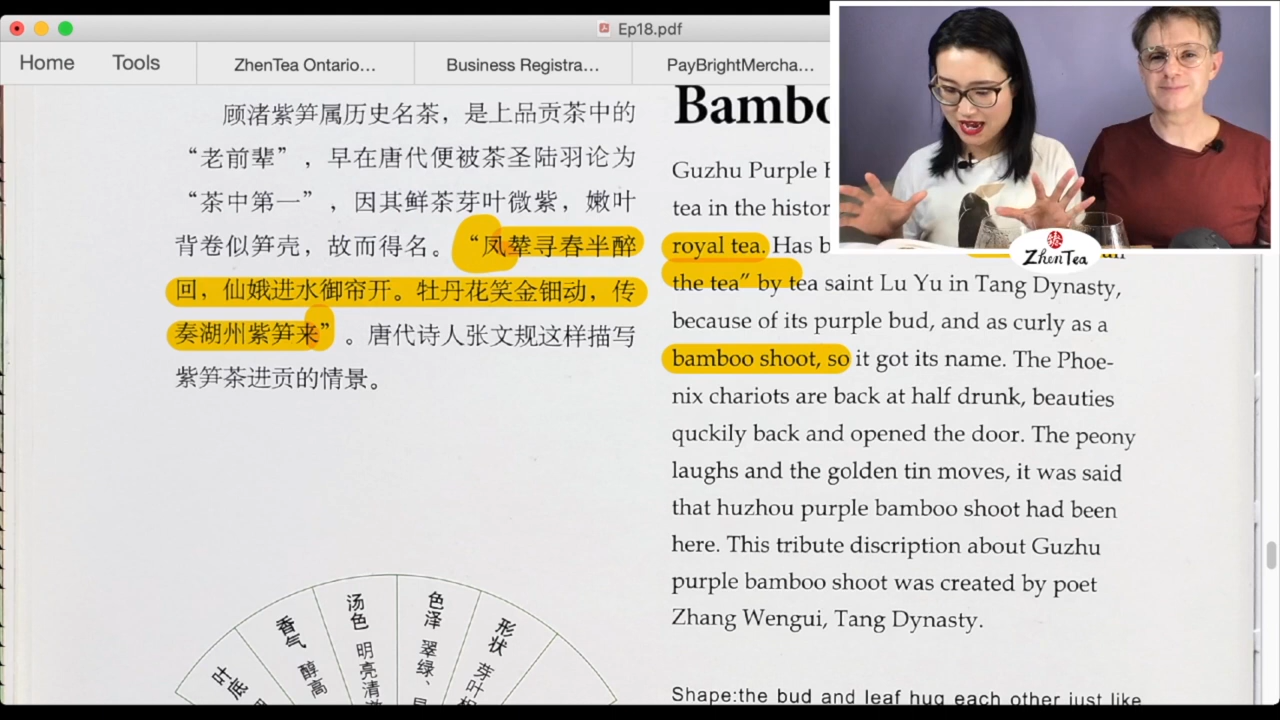 Ep18.pdf
Home
Tools
ZhenTea Ontario…
Business Registra…
PayBrightMercha…
顾渚紫笋属历史名茶，是上品贡茶中的
“老前辈”，早在唐代便被茶圣陆羽论为
“茶中第一”，因其鲜茶芽叶微紫，嫩叶
背卷似笋壳，故而得名。“凤辇寻春半醉
回，仙娥进水御帘开。牡丹花笑金钿动，传
奏湖州紫笋来”。唐代诗人张文规这样描写
紫笋茶进贡的情景。
叶底
香气
醇高
汤色
明亮清
色泽
翠绿、
形状
芽叶
Guzhu Purple
tea in the
royal tea. Has
the tea” by tea saint Lu Yu in Tang Dynasty,
because of its purple bud, and as curly as a
bamboo shoot, so it got its name. The Phoe-
nix chariots are back at half drunk, beauties
quckily back and opened the door. The peony
laughs and the golden tin moves, it was said
that huzhou purple bamboo shoot had been
here. This tribute discription about Guzhu
purple bamboo shoot was created by poet
Zhang Wengui, Tang Dynasty.
Shape:the bud and leaf hug each other just like
ZhenTea